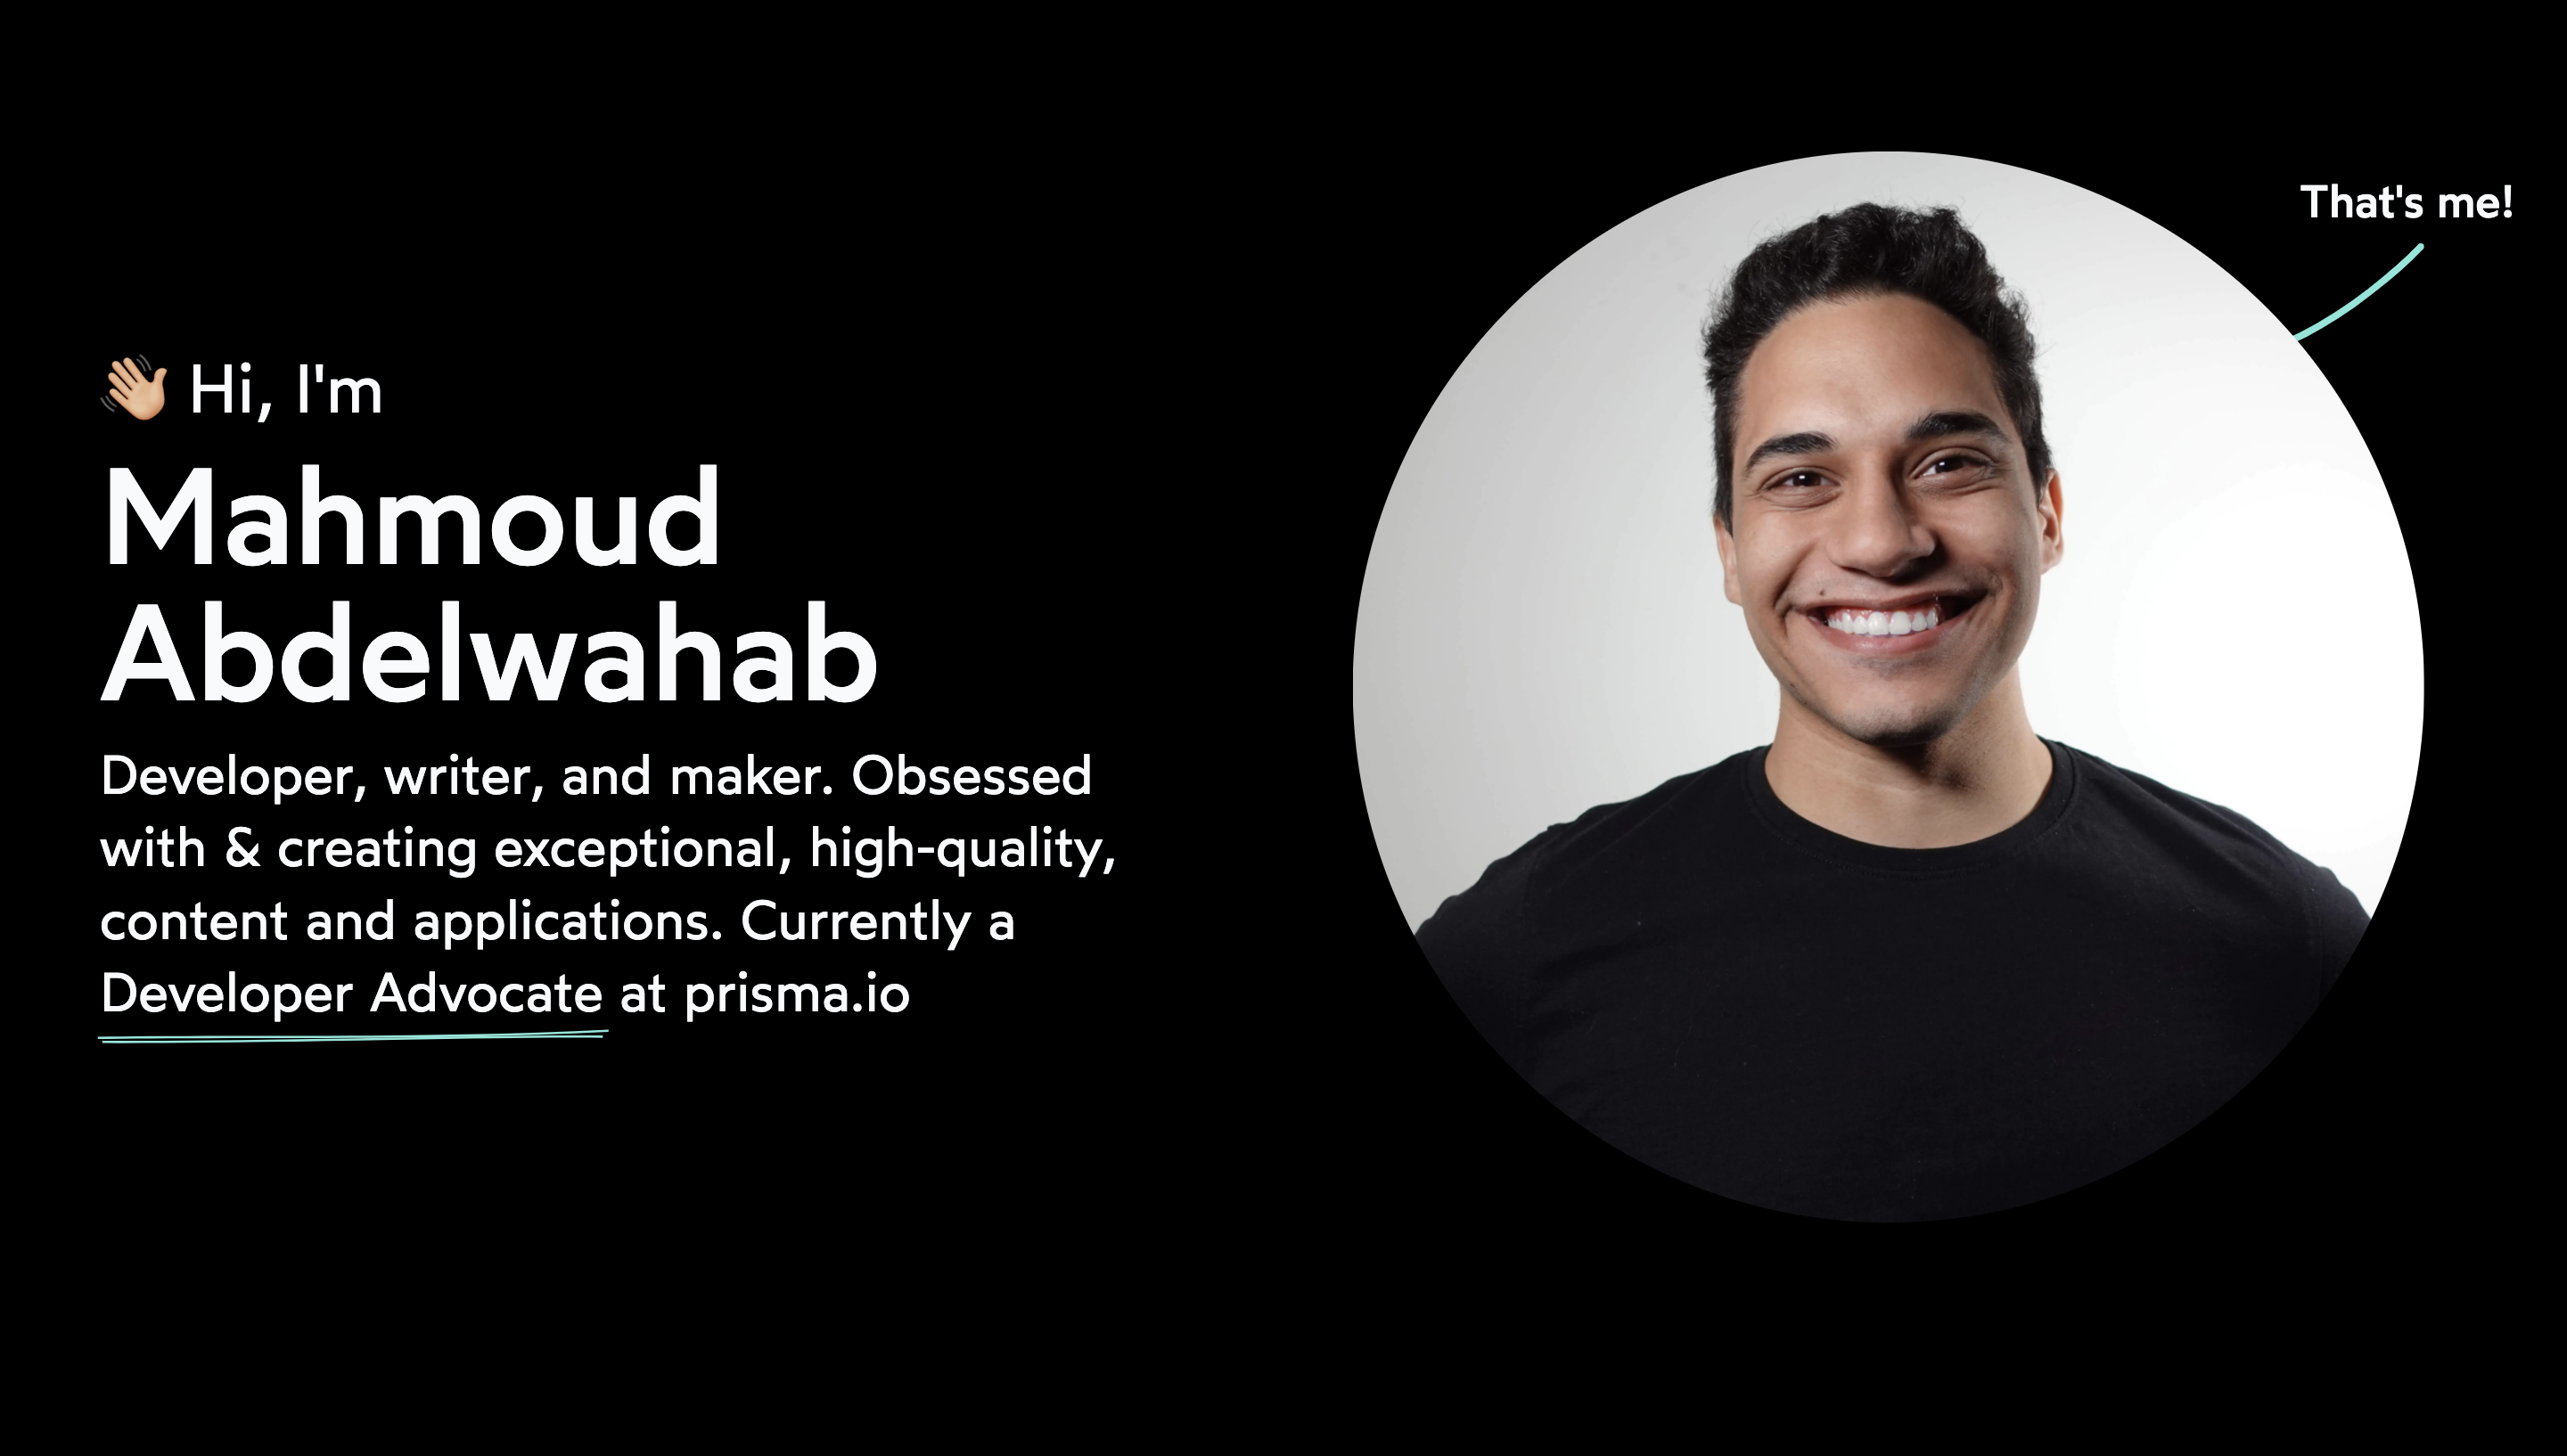 👋🏼 Hi, I'm
Mahmoud
Abdelwahab
Developer, writer, and maker. Obsessed
with & creating exceptional, high-quality,
content and applications. Currently a
Developer Advocate at prisma.io
That's me!